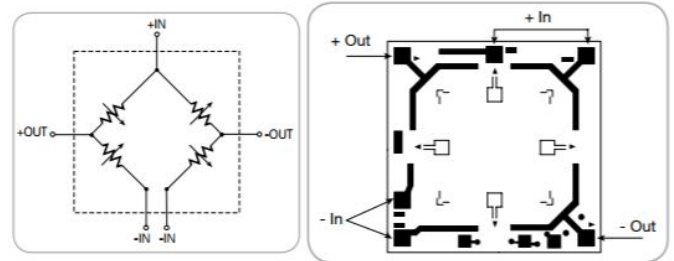 +IN
+OUT
-OUT
-IN -IN
+ In
+ Out
- In
- Out